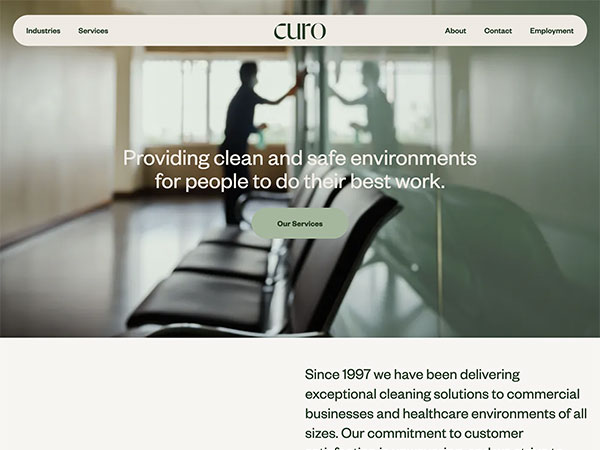 Industries Services curo About Contact Employment
Providing clean and safe environments
for people to do their best work.
Our Services
Since 1997 we have been delivering
exceptional cleaning solutions to commercial
businesses and healthcare environments of all
sizes. Our commitment to customer